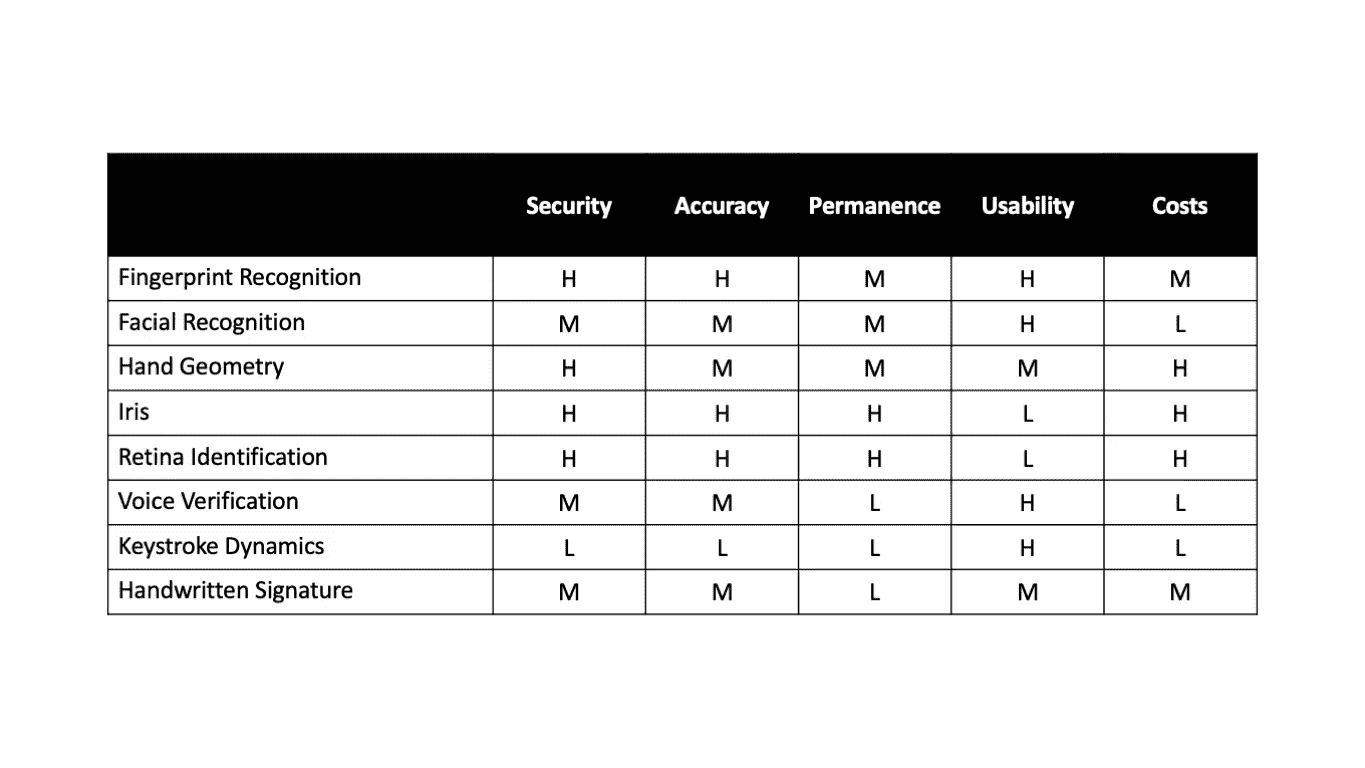 Security Accuracy Permanence Usability Costs
Fingerprint Recognition H H M H M
Facial Recognition M M M H L
Hand Geometry H M M M H
Iris H H H L H
Retina Identification H H H L H
Voice Verification M M L H L
Keystroke Dynamics L L L H L
Handwritten Signature M M L M M